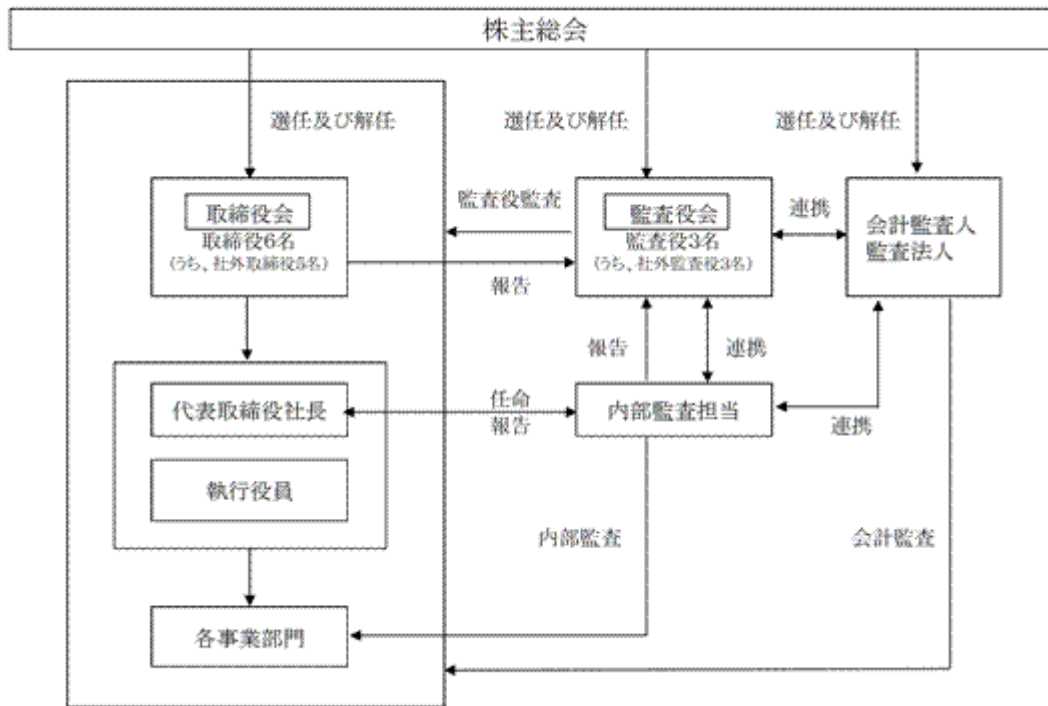 株主総会
選任及び解任
選任及び解任
選任及び解任
取締役会
取締役6名
(うち、社外取締役5名)
監査役監査
報告
監査役会
監査役3名
(うち、社外監査役3名)
連携
会計監査人
監査法人
報告
連携
代表取締役社長
任命
報告
内部監査担当
連携
執行役員
内部監査
会計監査
各事業部門